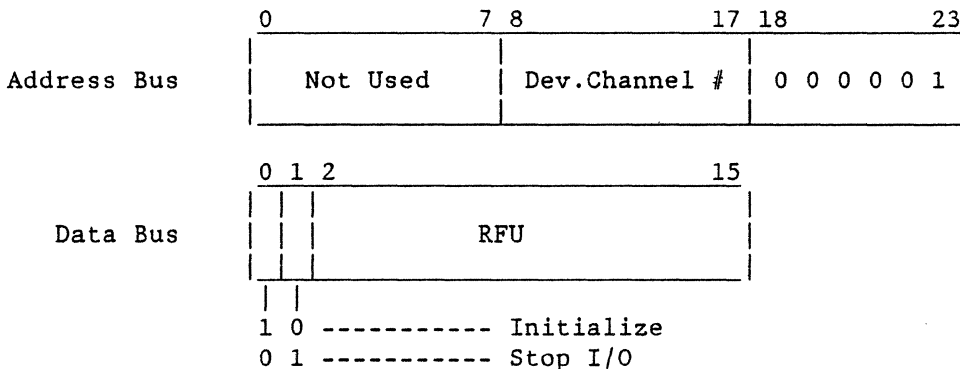 0 7 8 17 18 23
Address Bus Not Used Dev.Channel # 0 0 0 0 0 1
0 1 2 15
Data Bus RFU
1 0 ----------- Initialize
0 1 ----------- Stop I/O